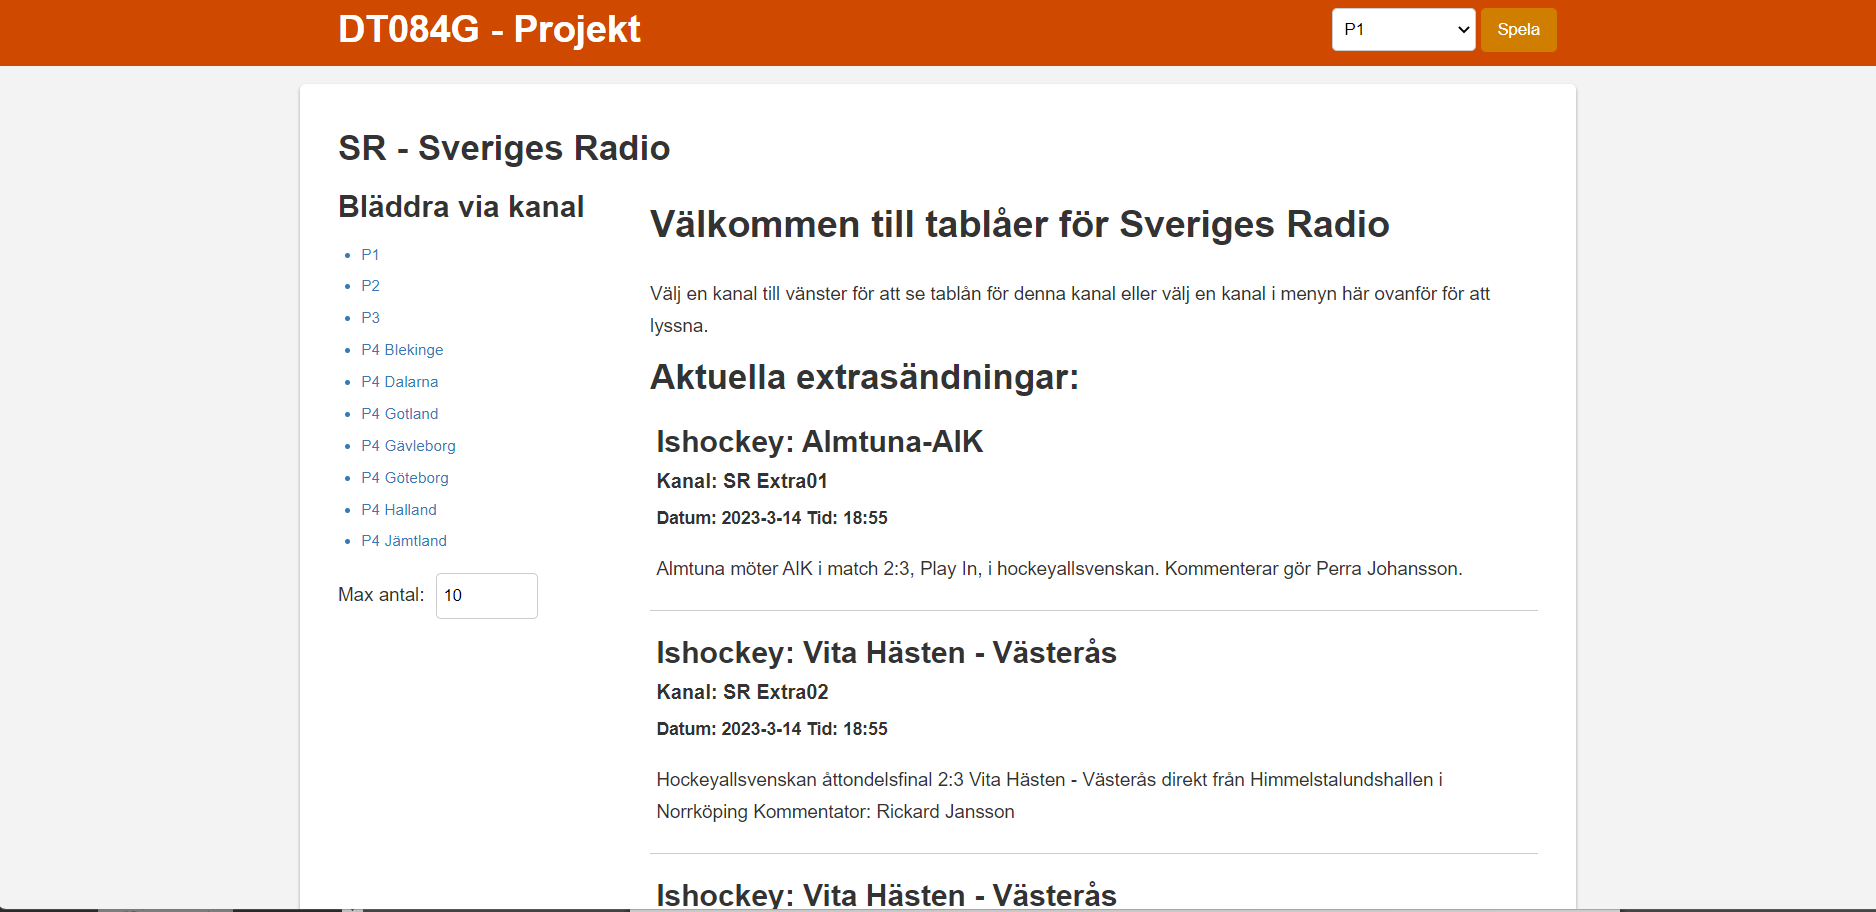 DT084G - Projekt
P1
Spela
SR - Sveriges Radio
Bläddra via kanal
P1
P2
P3
P4 Blekinge
P4 Dalarna
P4 Gotland
P4 Gävleborg
P4 Göteborg
P4 Halland
P4 Jämtland
Max antal: 10
Välkommen till tablåer för Sveriges Radio
Välj en kanal till vänster för att se tablån för denna kanal eller välj en kanal i menyn här ovanför för att
lyssna.
Aktuella extrasändningar:
Ishockey: Almtuna-AIK
Kanal: SR Extra01
Datum: 2023-3-14 Tid: 18:55
Almtuna möter AIK i match 2:3, Play In, i hockeyallsvenskan. Kommenterar gör Perra Johansson.
Ishockey: Vita Hästen - Västerås
Kanal: SR Extra02
Datum: 2023-3-14 Tid: 18:55
Hockeyallsvenskan åttondelsfinal 2:3 Vita Hästen - Västerås direkt från Himmelstalundshallen i
Norrköping Kommentator: Rickard Jansson
Ishockey: Vita Hästen - Västerås